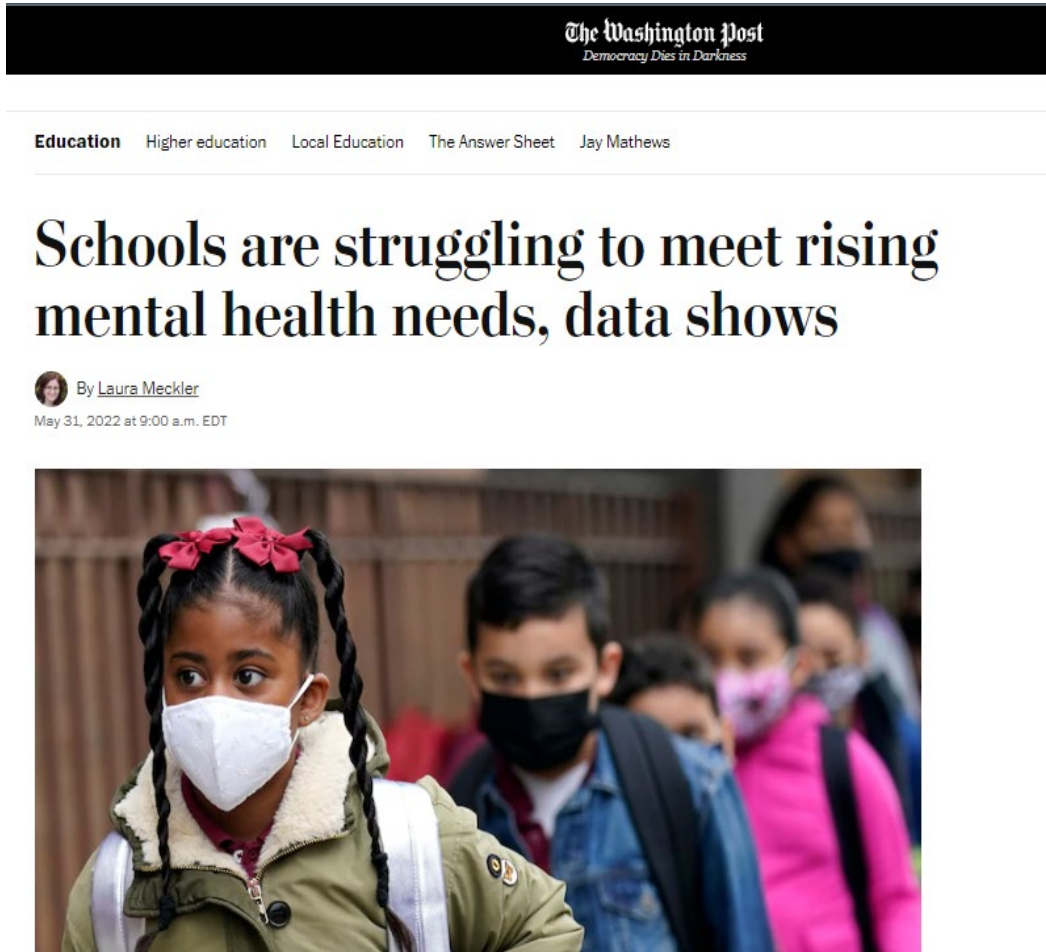 The Washington Post
Democracy Dies in Darkness
Education Higher education Local Education The Answer Sheet Jay Mathews
Schools are struggling to meet rising
mental health needs, data shows
By Laura Meckler
May 31, 2022 at 9:00 a.m. EDT